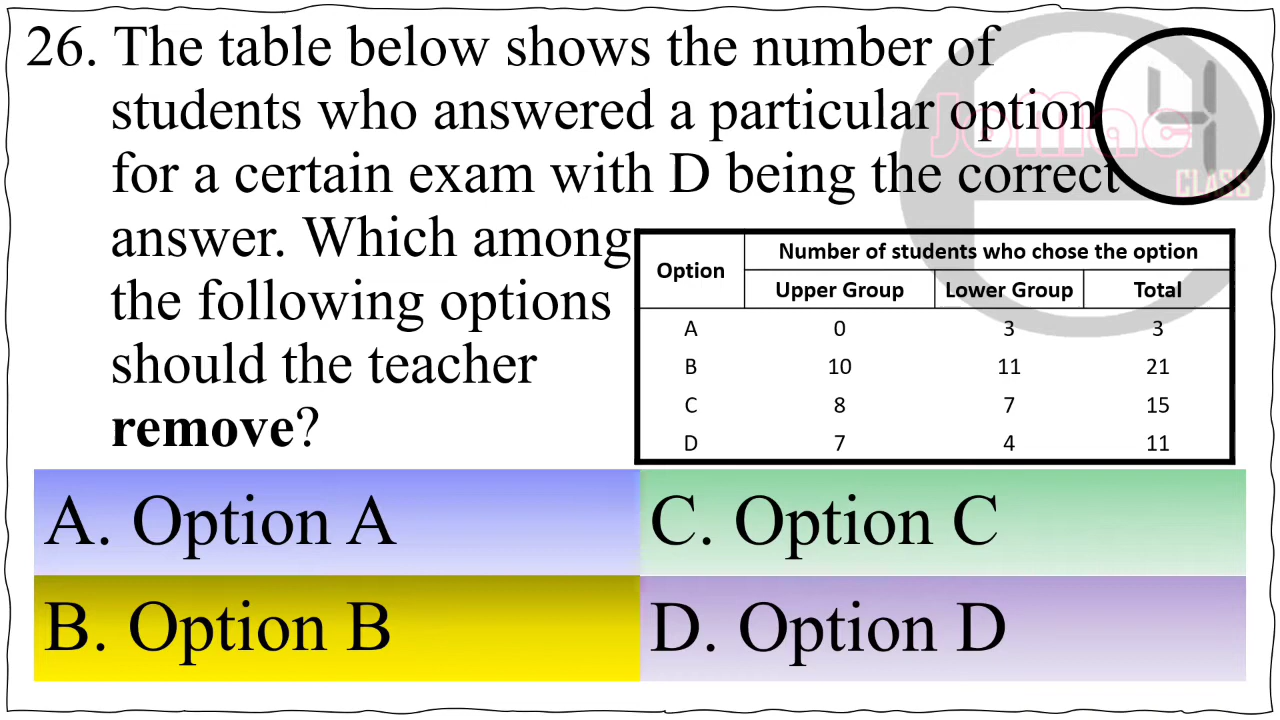 26. The table below shows the number of
students who answered a particular option
for a certain exam with D being the correct
answer. Which among
the following options
should the teacher
remove?
Option Number of students who chose the option
Upper Group Lower Group Total
A 0 3 3
B 10 11 21
C 8 7 15
D 7 4 11
A. Option A
C. Option C
B. Option B
D. Option D
4
JoMac
CLASS